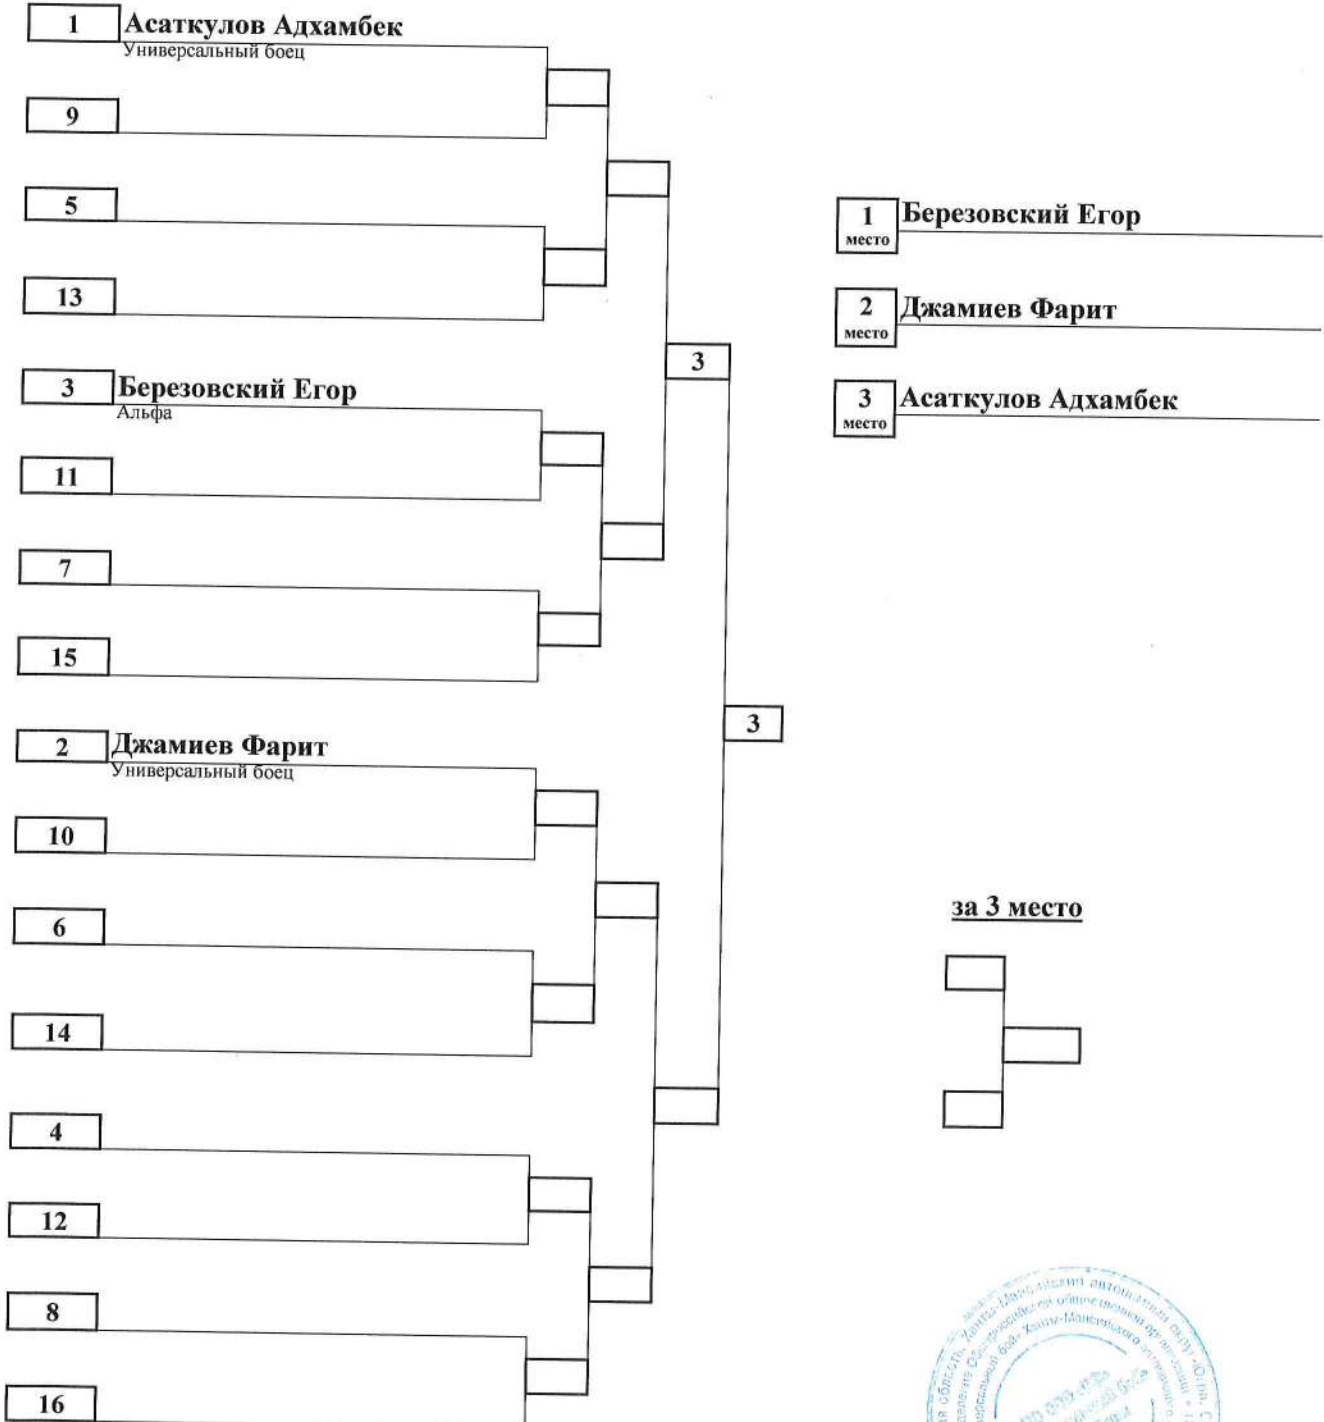 1 Асаткулов Адхамбек
Универсальный боец
9
5
13
3 Березовский Егор
Альфа
11
7
15
2 Джамиев Фарит
Универсальный боец
10
6
14
4
12
8
16
3
3
1 Березовский Егор
место
2 Джамиев Фарит
место
3 Асаткулов Адхамбек
место
за 3 место